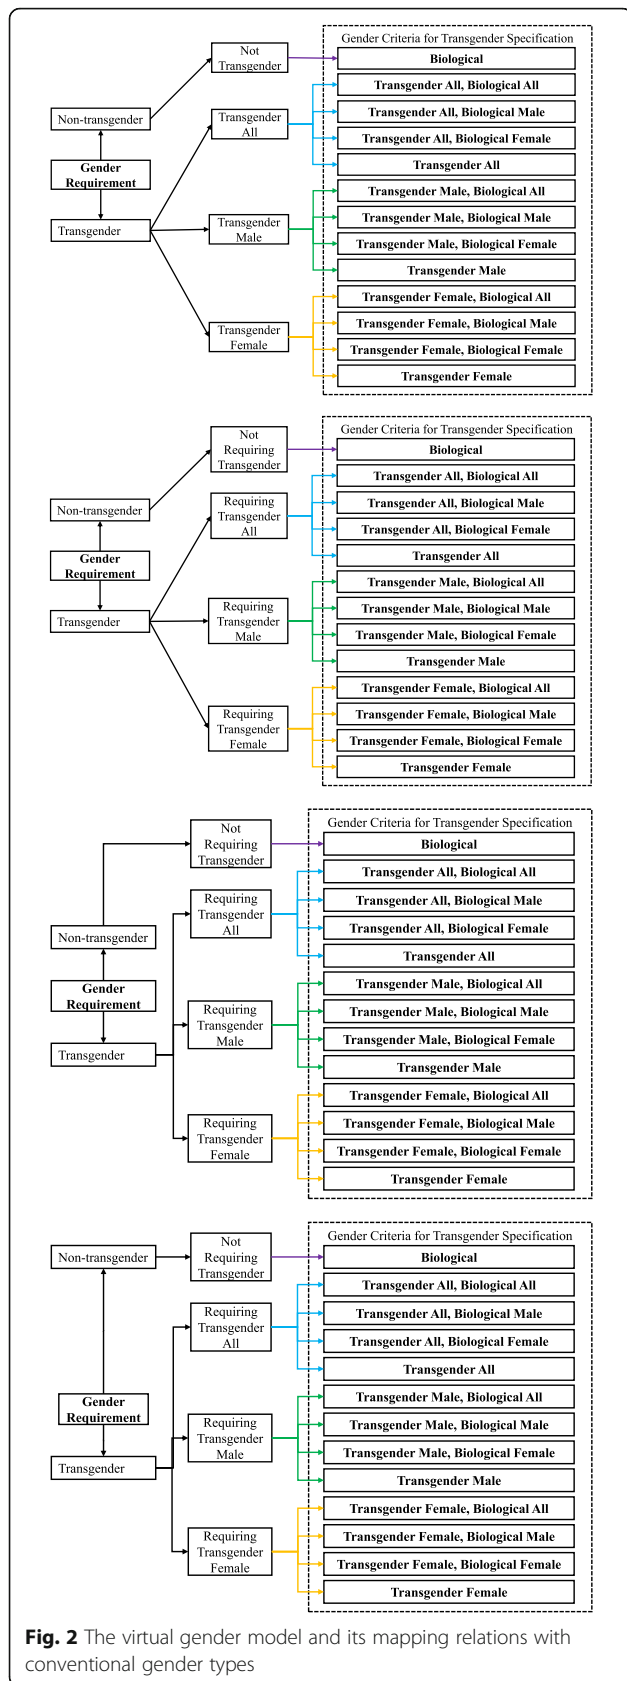 Gender Criteria for Transgender Specification
Not
Transgender
Biological
Transgender All, Biological All
Non-transgender
Transgender
All
Transgender All, Biological Male
Transgender All, Biological Female
Gender
Requirement
Transgender All
Transgender Male, Biological All
Transgender
Transgender
Male
Transgender Male, Biological Male
Transgender Male, Biological Female
Transgender Male
Transgender Female, Biological All
Transgender
Female
Transgender Female, Biological Male
Transgender Female, Biological Female
Transgender Female
Gender Criteria for Transgender Specification
Not
Requiring
Transgender
Biological
Transgender All, Biological All
Non-transgender
Requiring
Transgender
All
Transgender All, Biological Male
Transgender All, Biological Female
Gender
Requirement
Transgender All
Transgender Male, Biological All
Transgender
Requiring
Transgender
Male
Transgender Male, Biological Male
Transgender Male, Biological Female
Transgender Male
Transgender Female, Biological All
Requiring
Transgender
Female
Transgender Female, Biological Male
Transgender Female, Biological Female
Transgender Female
Gender Criteria for Transgender Specification
Not
Requiring
Transgender
Biological
Transgender All, Biological All
Requiring
Transgender
All
Transgender All, Biological Male
Transgender All, Biological Female
Non-transgender
Transgender All
Gender
Requirement
Transgender Male, Biological All
Requiring
Transgender
Male
Transgender Male, Biological Male
Transgender Male, Biological Female
Transgender
Transgender Male
Transgender Female, Biological All
Requiring
Transgender
Female
Transgender Female, Biological Male
Transgender Female, Biological Female
Transgender Female
Gender Criteria for Transgender Specification
Non-transgender
Not
Requiring
Transgender
Biological
Transgender All, Biological All
Requiring
Transgender
All
Transgender All, Biological Male
Transgender All, Biological Female
Transgender All
Gender
Requirement
Transgender Male, Biological All
Requiring
Transgender
Male
Transgender Male, Biological Male
Transgender Male, Biological Female
Transgender
Transgender Male
Transgender Female, Biological All
Requiring
Transgender
Female
Transgender Female, Biological Male
Transgender Female, Biological Female
Transgender Female
Fig. 2 The virtual gender model and its mapping relations with
conventional gender types